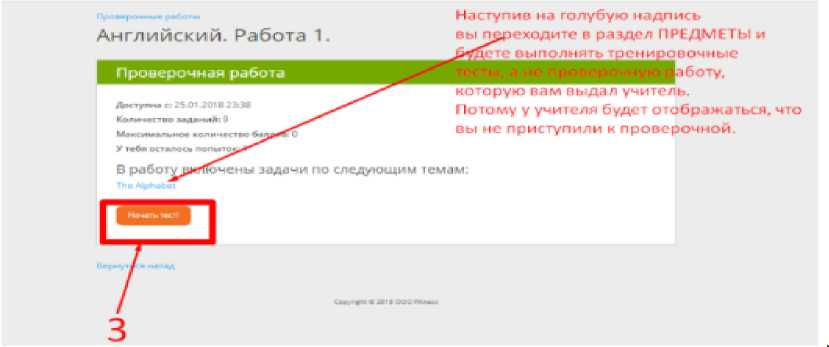 Проверочные работы
Английский. Работа 1.
Наступив на голубую надпись
вы переходите в раздел ПРЕДМЕТЫ и
будете выполнять тренировочные
тесты, а не проверочную работу,
которую вам выдал учитель.
Потому у учителя будет отображаться, что
вы не приступили к проверочной.
Проверочная работа
Доступна с: 25.01.2018 23:38
Количество заданий: 9
Максимальное количество баллов: 0
У тебя осталось попыток:
В работу включены задачи по следующим темам:
The Alphabet
Начать тест!
Вернуться назад
3
Copyright © 2018 ООО